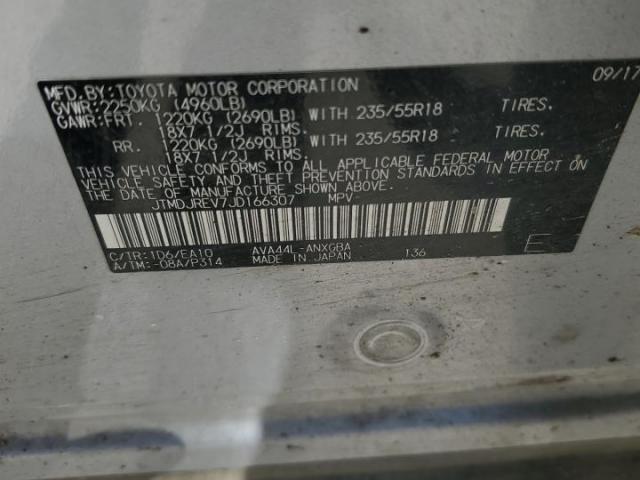 MFD.BY:TOYOTA MOTOR CORPORATION 09/17
GVWR:2250KG (4960LB)
GAWR:FRT. 1220KG (2690LB) WITH 235/55R18 TIRES.
18X7 1/2J RIMS.
RR. 1220KG (2690LB) WITH 235/55R18 TIRES.
18X7 1/2J RIMS.
THIS VEHICLE CONFORMS TO ALL APPLICABLE FEDERAL MOTOR
VEHICLE SAFETY AND THEFT PREVENTION STANDARDS IN EFFECT ON
THE DATE OF MANUFACTURE SHOWN ABOVE.
JTMDJREV7JD166307 MPV
C/TR:1D6/EA10 AVA44L-ANXGBA 136 E
A/TM:-08A/P314 MADE IN JAPAN